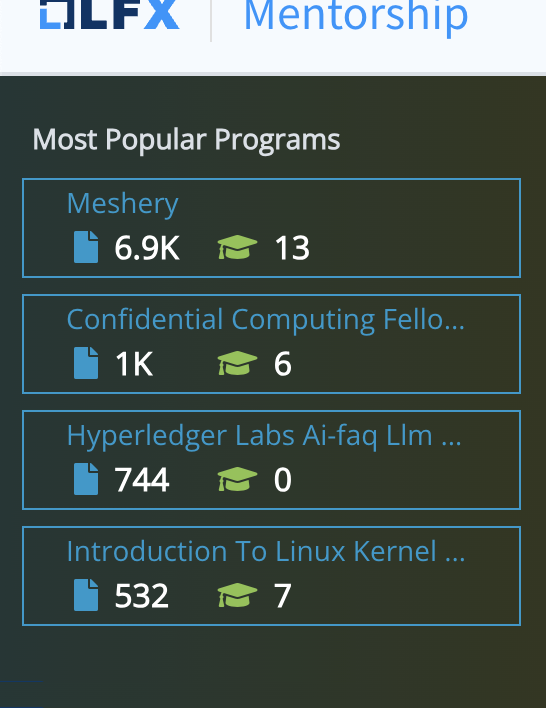 LFX Mentorship
Most Popular Programs
Meshery
6.9K 13
Confidential Computing Fello...
1K 6
Hyperledger Labs Ai-faq Llm ...
744 0
Introduction To Linux Kernel ...
532 7